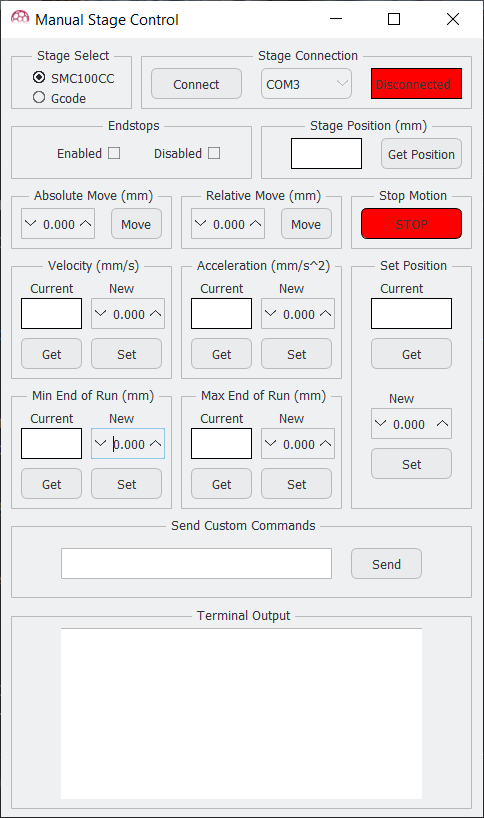 Manual Stage Control
Stage Select
SMC100CC
Gcode
Stage Connection
Connect
COM3
Disconnected
Endstops
Enabled
Disabled
Stage Position (mm)
Get Position
Absolute Move (mm)
0.000
Move
Relative Move (mm)
0.000
Move
Stop Motion
STOP
Velocity (mm/s)
Current New
0.000
Get Set
Acceleration (mm/s^2)
Current New
0.000
Get Set
Set Position
Current
Get
New
0.000
Set
Min End of Run (mm)
Current New
0.000
Get Set
Max End of Run (mm)
Current New
0.000
Get Set
Send Custom Commands
Send
Terminal Output